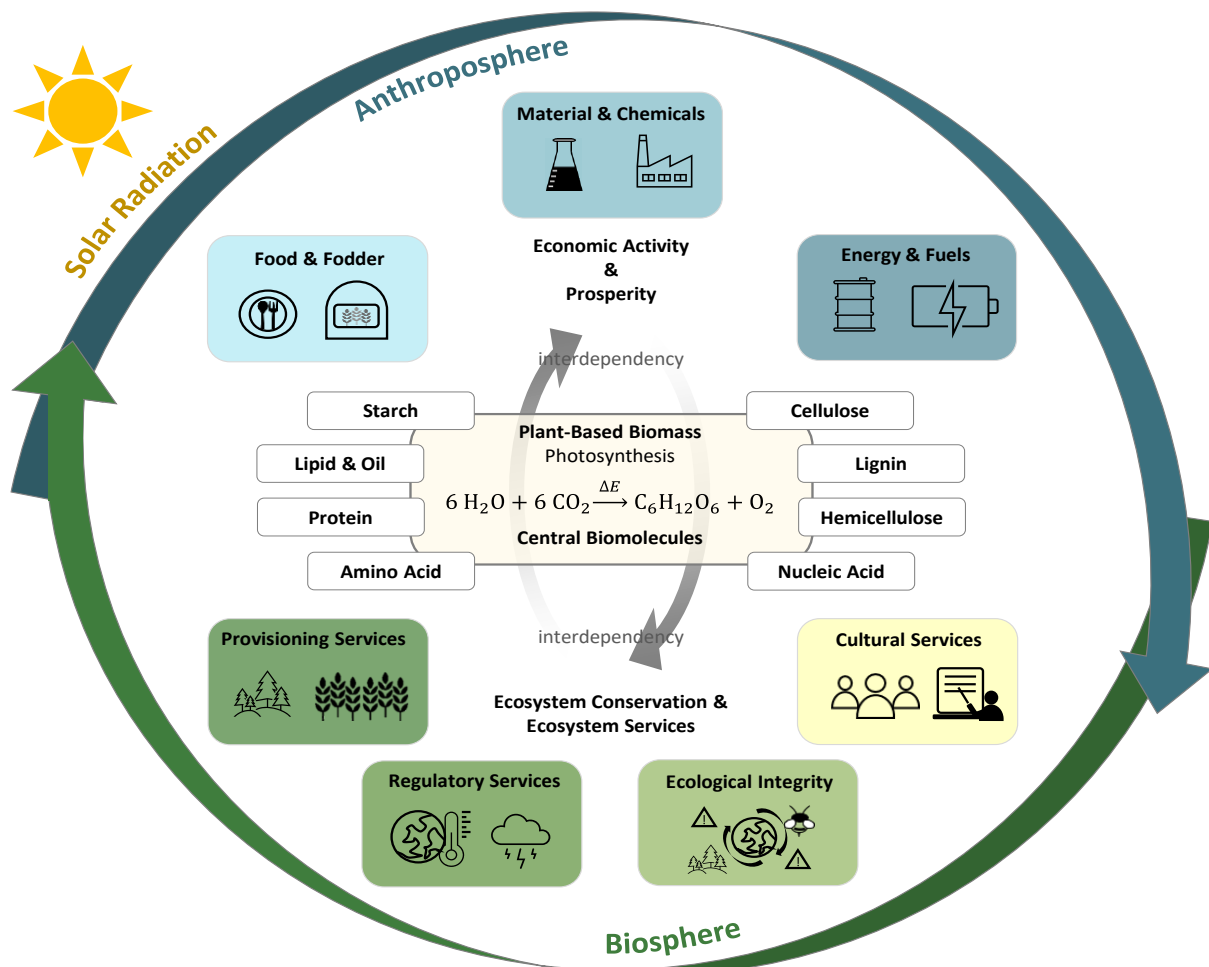 Anthroposphere
Solar Radiation
Material & Chemicals
Economic Activity
&
Prosperity
Food & Fodder
Energy & Fuels
interdependency
Starch
Cellulose
Plant-Based Biomass
Photosynthesis
Lipid & Oil
Lignin
6 H₂O + 6 CO₂ \xrightarrow{ΔE} C₆H₁₂O₆ + O₂
Protein
Hemicellulose
Central Biomolecules
Amino Acid
Nucleic Acid
interdependency
Provisioning Services
Cultural Services
Ecosystem Conservation &
Ecosystem Services
Regulatory Services
Ecological Integrity
Biosphere